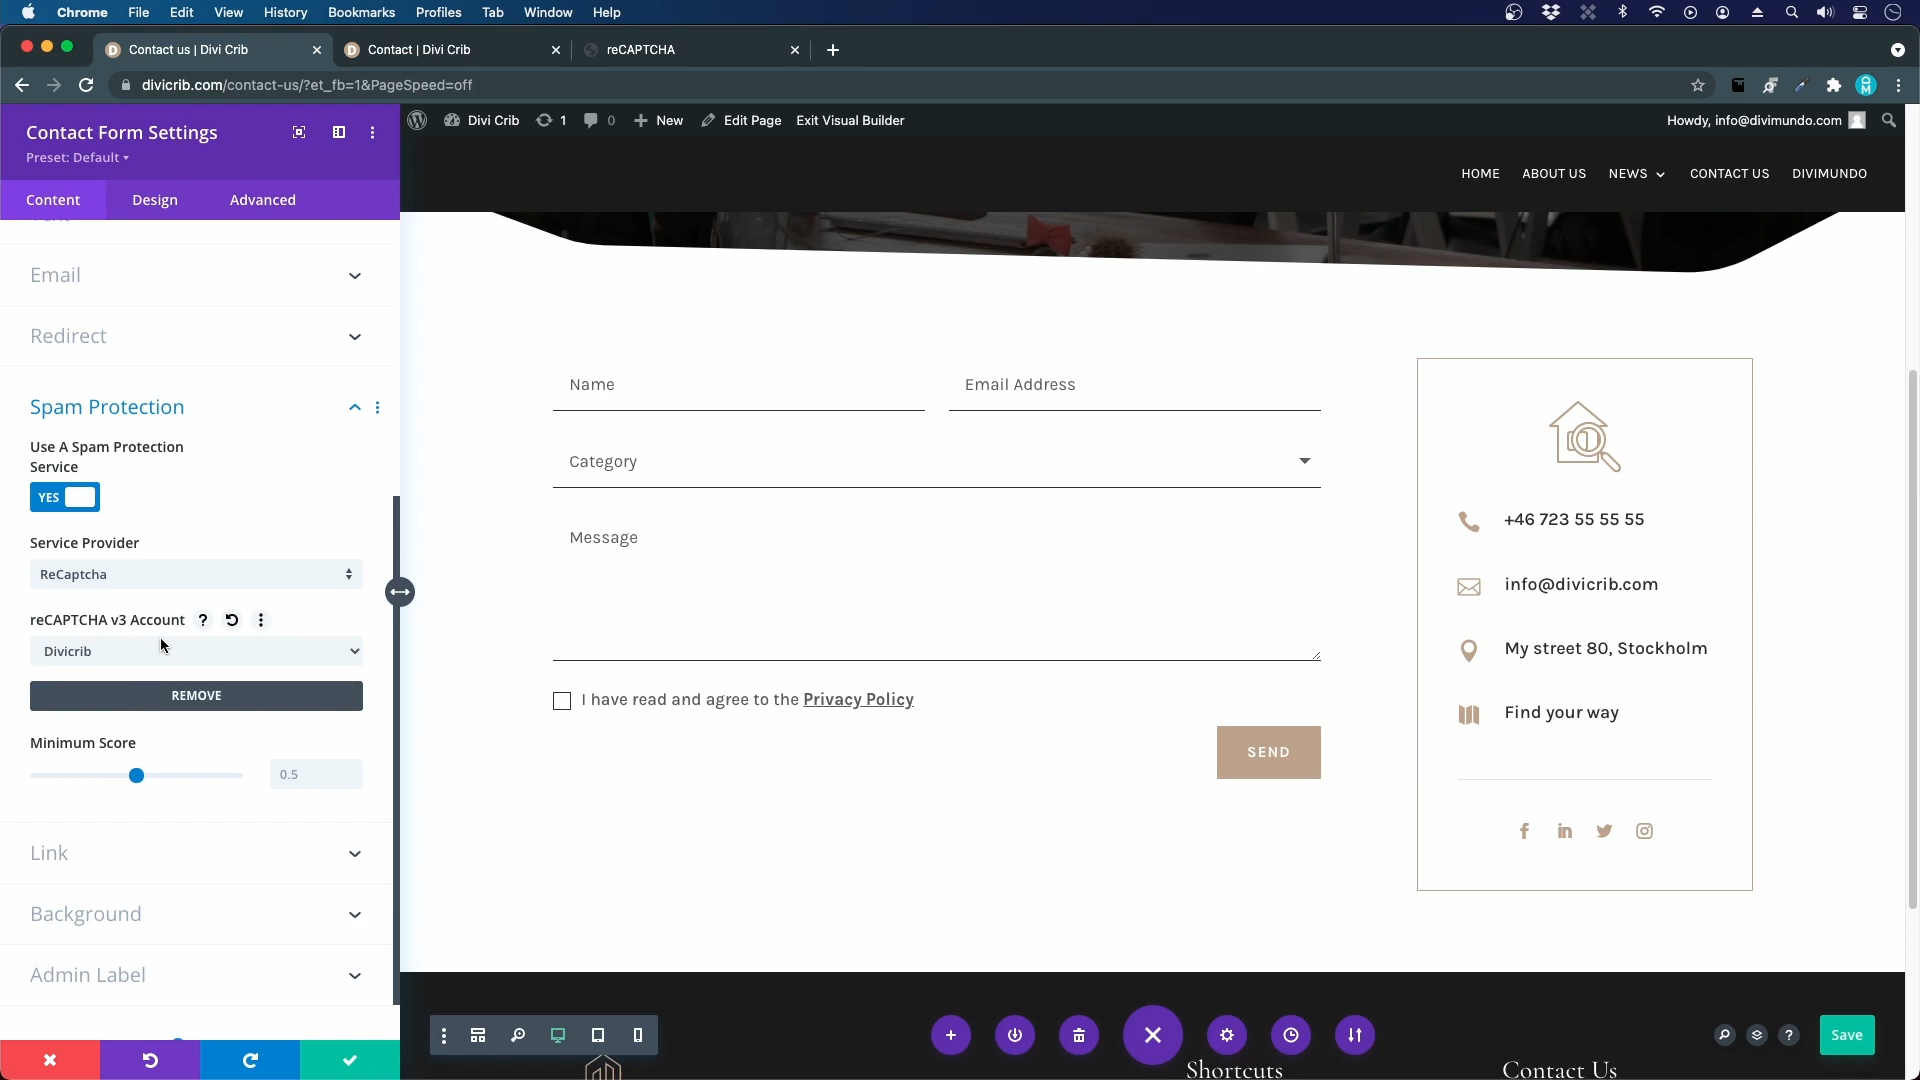 Chrome File Edit View History Bookmarks Profiles Tab Window Help
Contact us | Divi Crib
Contact | Divi Crib
reCAPTCHA
divicrib.com/contact-us/?et_fb=1&PageSpeed=off
Contact Form Settings
Preset: Default
Content Design Advanced
Divi Crib 1 0 New Edit Page Exit Visual Builder
Howdy, info@divimundo.com
HOME ABOUT US NEWS CONTACT US DIVIMUNDO
Email
Redirect
Spam Protection
Use A Spam Protection
Service
YES
Service Provider
ReCaptcha
reCAPTCHA v3 Account ?
Divicrib
REMOVE
Minimum Score
0.5
Link
Background
Admin Label
Name
Email Address
Category
Message
I have read and agree to the Privacy Policy
SEND
+46 723 55 55 55
info@divicrib.com
My street 80, Stockholm
Find your way
? Save
Shortcuts
Contact Us